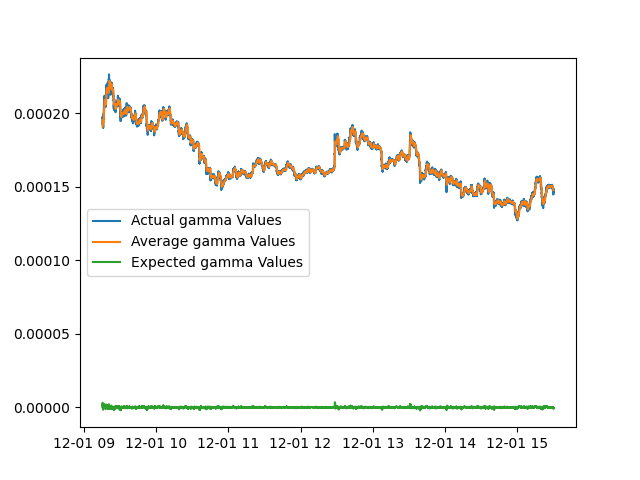 0.00020
0.00015
0.00010
0.00005
0.00000
Actual gamma Values
Average gamma Values
Expected gamma Values
12-01 09 12-01 10 12-01 11 12-01 12 12-01 13 12-01 14 12-01 15